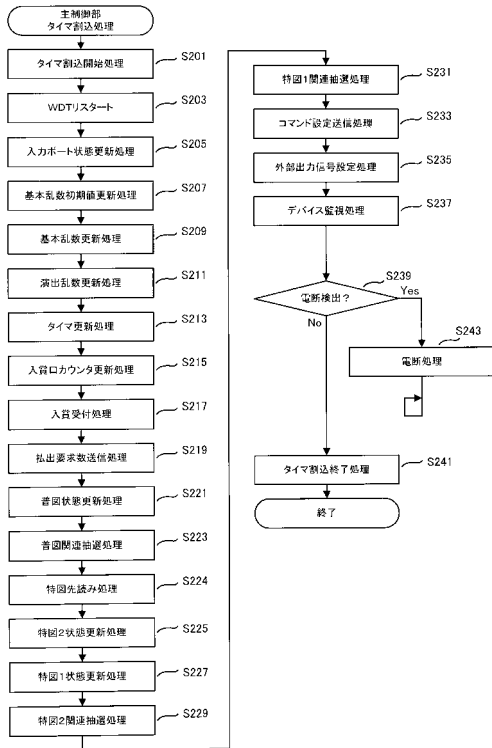 主制御部
タイマ割込処理
タイマ割込開始処理
S201
WDTリスタート
S203
入力ポート状態更新処理
S205
基本乱数初期値更新処理
S207
基本乱数更新処理
S209
演出乱数更新処理
S211
タイマ更新処理
S213
入賞口カウンタ更新処理
S215
入賞受付処理
S217
払出要求数送信処理
S219
普図状態更新処理
S221
普図関連抽選処理
S223
特図先読み処理
S224
特図2状態更新処理
S225
特図1状態更新処理
S227
特図2関連抽選処理
S229
特図1関連抽選処理
S231
コマンド設定送信処理
S233
外部出力信号設定処理
S235
デバイス監視処理
S237
電断検出?
S239
Yes
No
電断処理
S243
タイマ割込終了処理
S241
終了